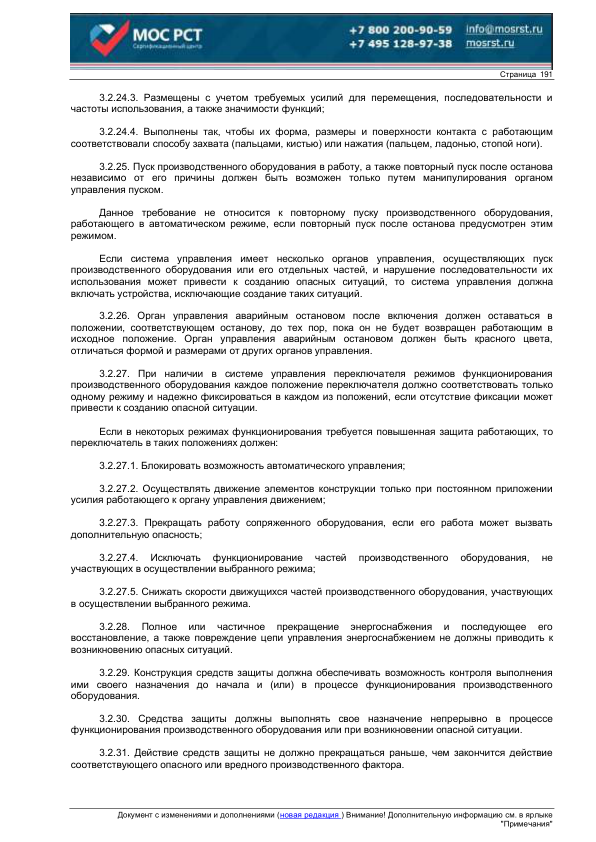 МОС РСТ
Сертификационный центр
+7 800 200-90-59 info@mosrst.ru
+7 495 128-97-38 mosrst.ru
Страница 191
3.2.24.3. Размещены с учетом требуемых усилий для перемещения, последовательности и
частоты использования, а также значимости функций;
3.2.24.4. Выполнены так, чтобы их форма, размеры и поверхности контакта с работающим
соответствовали способу захвата (пальцами, кистью) или нажатия (пальцем, ладонью, стопой ноги).
3.2.25. Пуск производственного оборудования в работу, а также повторный пуск после останова
независимо от его причины должен быть возможен только путем манипулирования органом
управления пуском.
Данное требование не относится к повторному пуску производственного оборудования,
работающего в автоматическом режиме, если повторный пуск после останова предусмотрен этим
режимом.
Если система управления имеет несколько органов управления, осуществляющих пуск
производственного оборудования или его отдельных частей, и нарушение последовательности их
использования может привести к созданию опасных ситуаций, то система управления должна
включать устройства, исключающие создание таких ситуаций.
3.2.26. Орган управления аварийным остановом после включения должен оставаться в
положении, соответствующем останову, до тех пор, пока он не будет возвращен работающим в
исходное положение. Орган управления аварийным остановом должен быть красного цвета,
отличаться формой и размерами от других органов управления.
3.2.27. При наличии в системе управления переключателя режимов функционирования
производственного оборудования каждое положение переключателя должно соответствовать только
одному режиму и надежно фиксироваться в каждом из положений, если отсутствие фиксации может
привести к созданию опасной ситуации.
Если в некоторых режимах функционирования требуется повышенная защита работающих, то
переключатель в таких положениях должен:
3.2.27.1. Блокировать возможность автоматического управления;
3.2.27.2. Осуществлять движение элементов конструкции только при постоянном приложении
усилия работающего к органу управления движением;
3.2.27.3. Прекращать работу сопряженного оборудования, если его работа может вызвать
дополнительную опасность;
3.2.27.4. Исключать функционирование частей производственного оборудования, не
участвующих в осуществлении выбранного режима;
3.2.27.5. Снижать скорости движущихся частей производственного оборудования, участвующих
в осуществлении выбранного режима.
3.2.28. Полное или частичное прекращение энергоснабжения и последующее его
восстановление, а также повреждение цепи управления энергоснабжением не должны приводить к
возникновению опасных ситуаций.
3.2.29. Конструкция средств защиты должна обеспечивать возможность контроля выполнения
ими своего назначения до начала и (или) в процессе функционирования производственного
оборудования.
3.2.30. Средства защиты должны выполнять свое назначение непрерывно в процессе
функционирования производственного оборудования или при возникновении опасной ситуации.
3.2.31. Действие средств защиты не должно прекращаться раньше, чем закончится действие
соответствующего опасного или вредного производственного фактора.
Документ с изменениями и дополнениями (новая редакция ) Внимание! Дополнительную информацию см. в ярлыке
"Примечания"